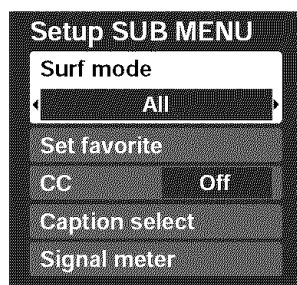 Setup SUB MENU
Surf mode
All
Set favorite
CC Off
Caption select
Signal meter